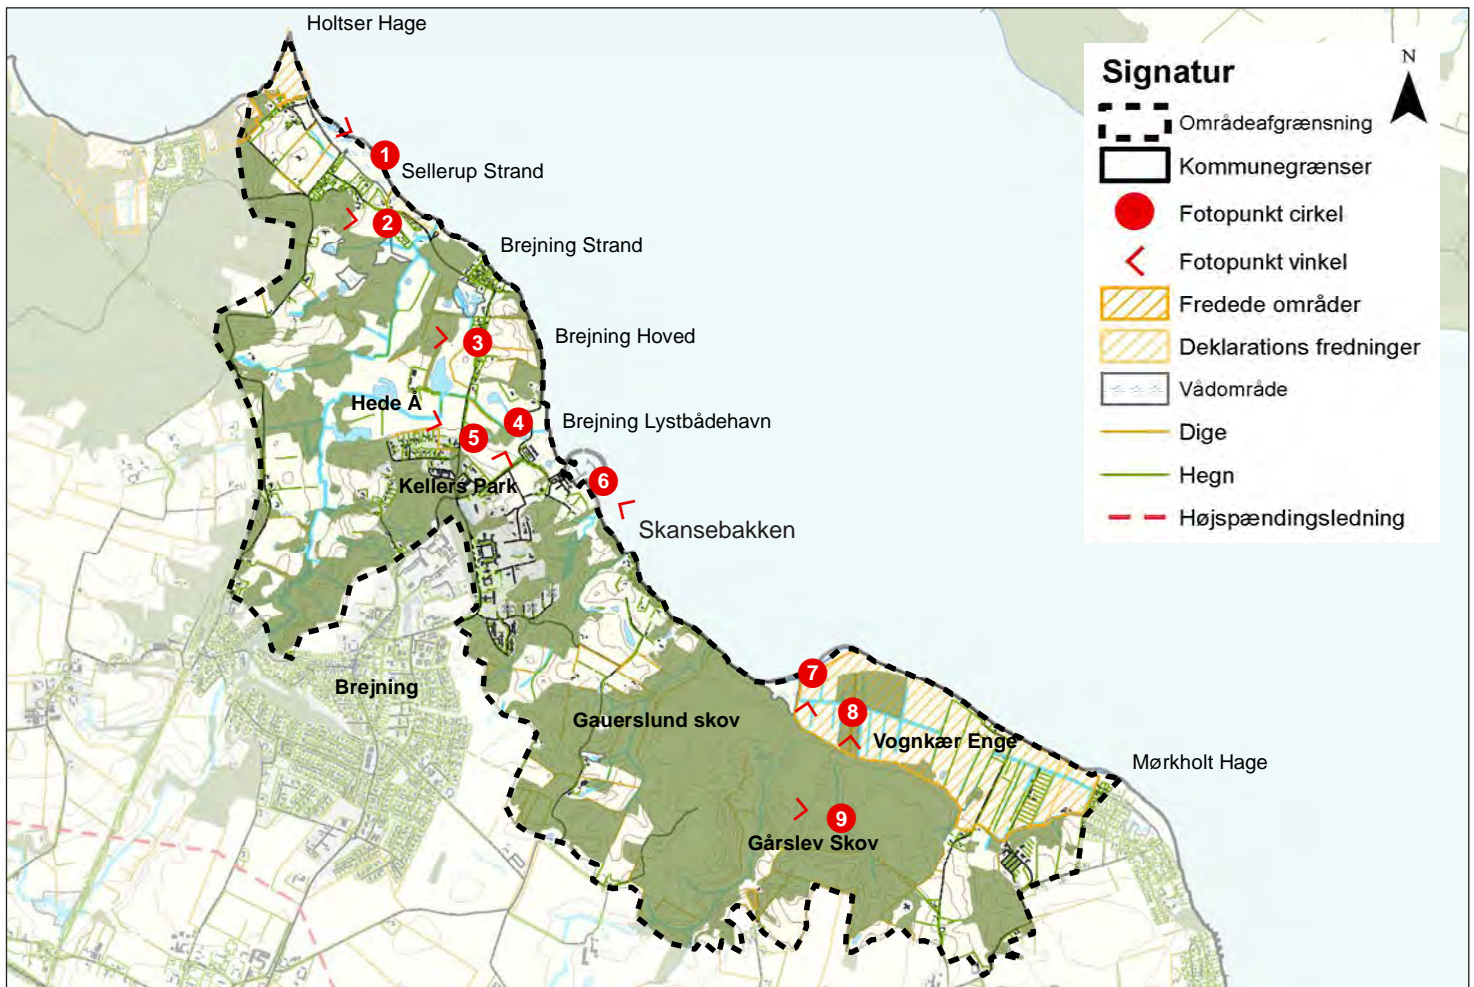 Holtser Hage
N
Signatur
Områdeafgrænsning
Kommunegrænser
Fotopunkt cirkel
Fotopunkt vinkel
Fredede områder
Deklarations fredninger
Vådområde
Dige
Hegn
Højspændingsledning
1
Sellerup Strand
2
Brejning Strand
3
Brejning Hoved
Hede Å
4
Brejning Lystbådehavn
5
Kellers Park
6
Skansebakken
Brejning
7
Gauerslund skov
8
Vognkær Enge
Mørkholt Hage
9
Gårslev Skov